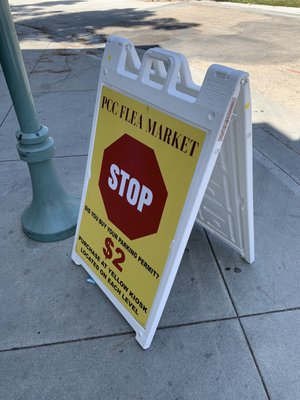 PCC FLEA MARKET
STOP
DID YOU BUY YOUR PARKING PERMIT?
$2
PURCHASE AT YELLOW KIOSK
LOCATED ON EACH LEVEL